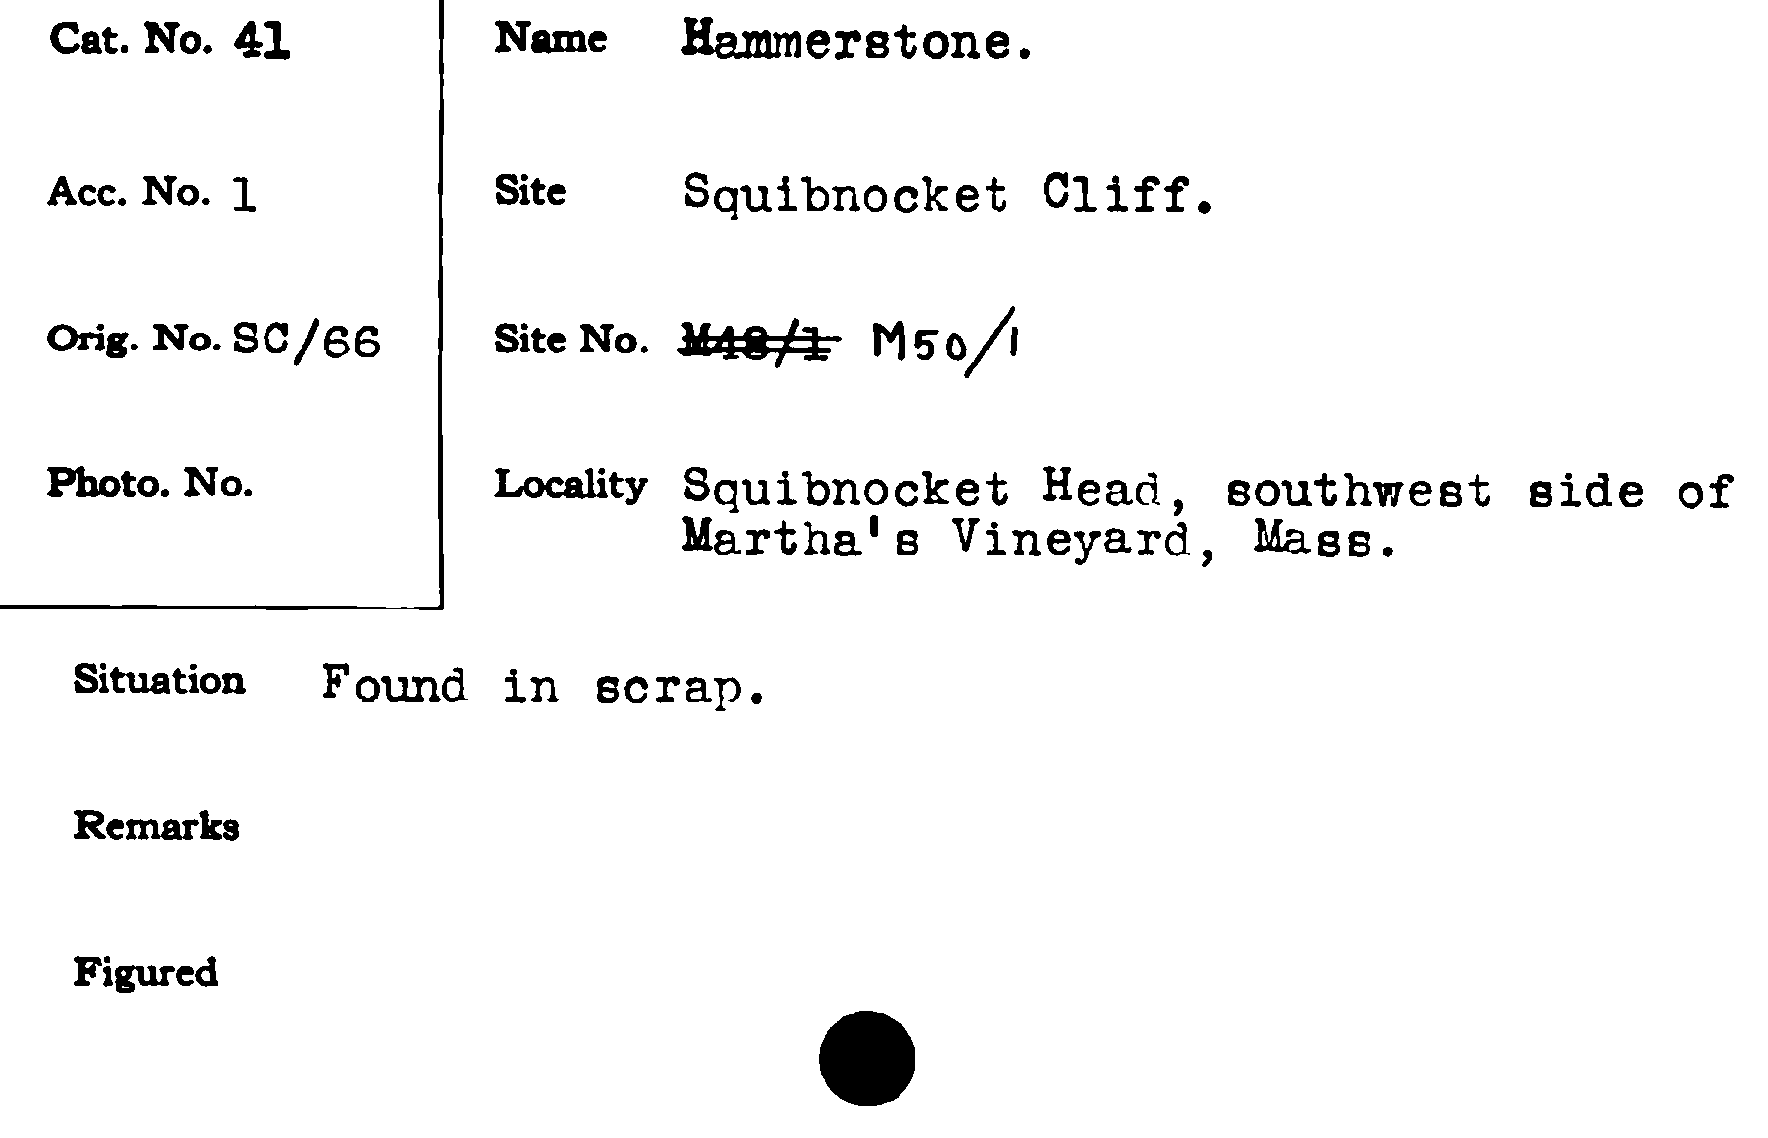 Cat. No. 41
Name Hammerstone.
Acc. No. 1
Site Squibnocket Cliff.
Orig. No. SC/66
Site No. M48/1 M50/1
Photo. No.
Locality Squibnocket Head, southwest side of
Martha's Vineyard, Mass.
Situation Found in scrap.
Remarks
Figured